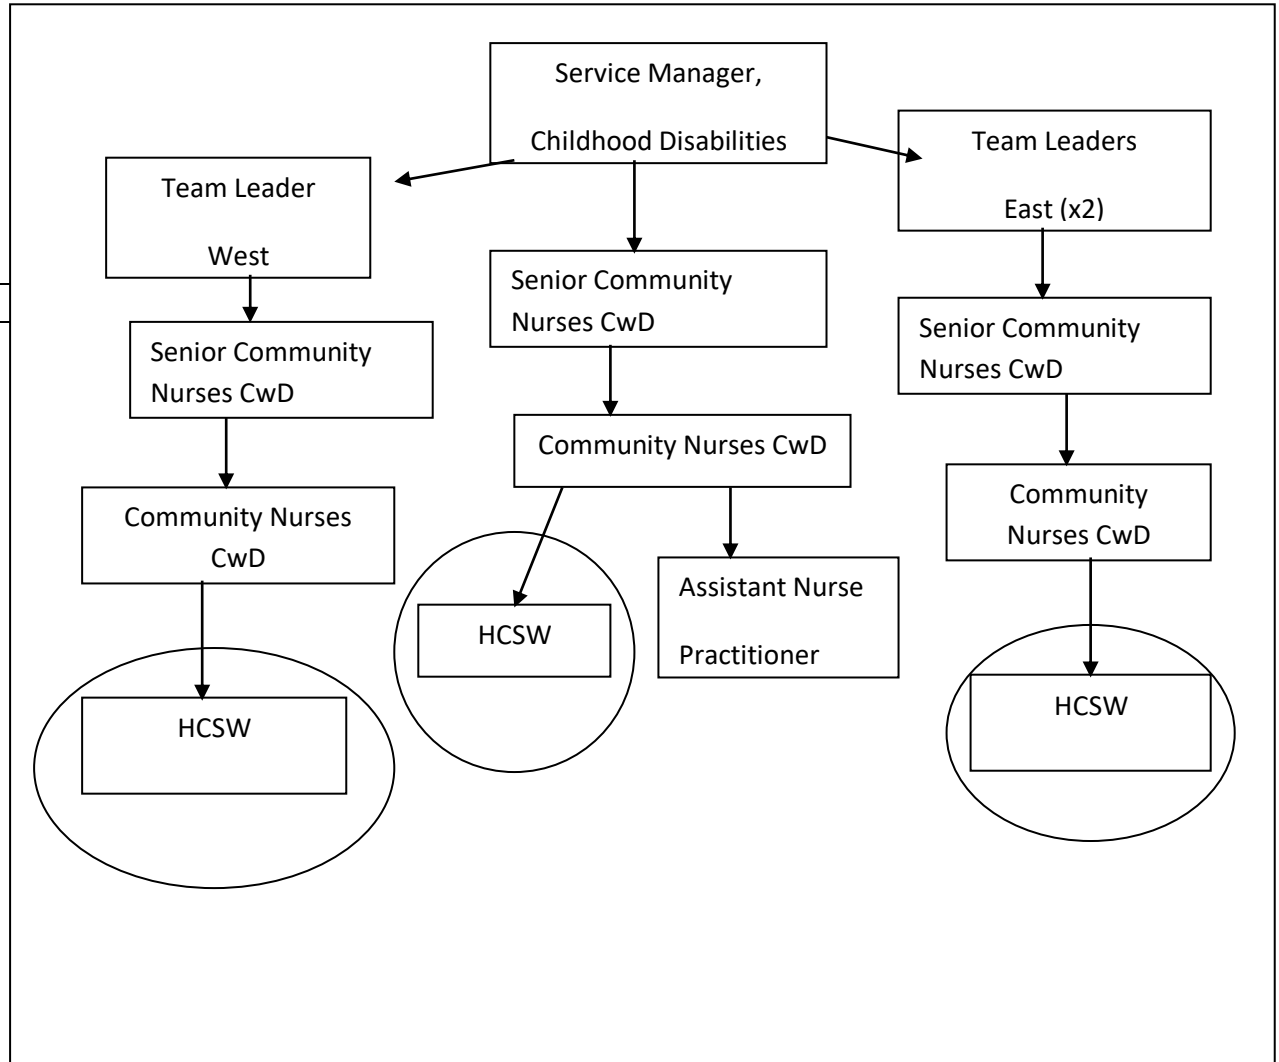 Service Manager,
Childhood Disabilities
Team Leaders
East (x2)
Team Leader
West
Senior Community
Nurses CwD
Senior Community
Nurses CwD
Senior Community
Nurses CwD
Community Nurses CwD
Community Nurses
CwD
Community
Nurses CwD
Assistant Nurse
Practitioner
HCSW
HCSW
HCSW